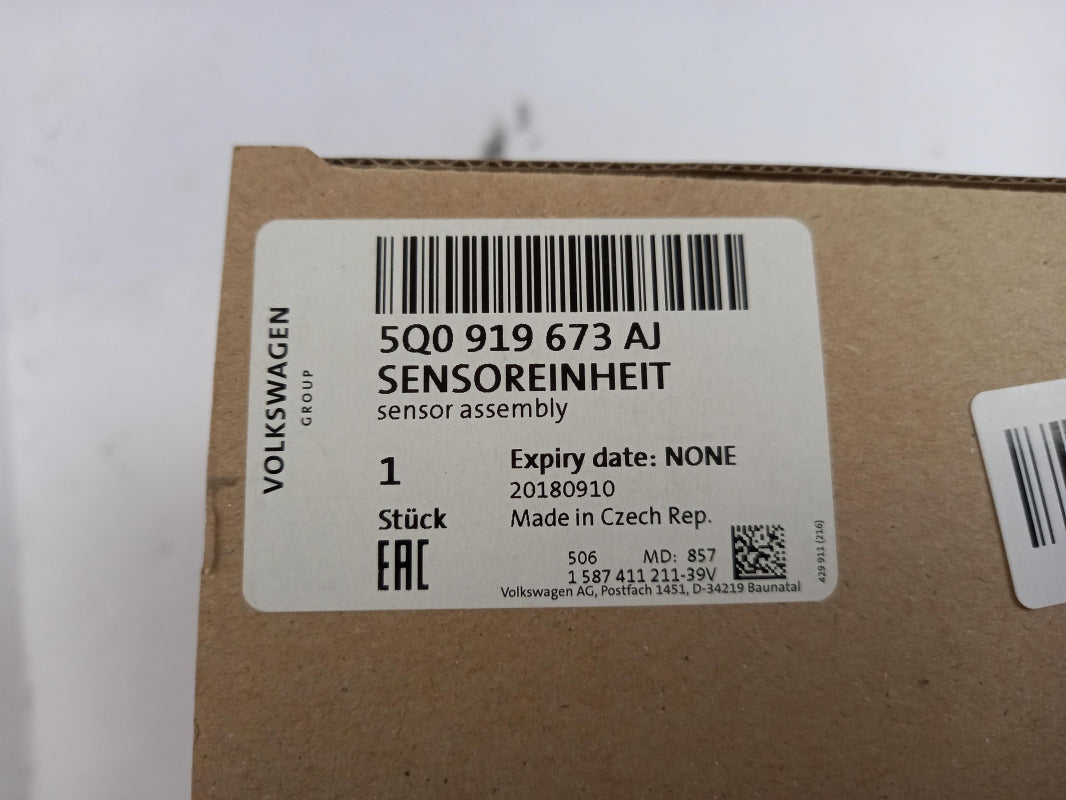 VOLKSWAGEN
GROUP
5Q0 919 673 AJ
SENSOREINHEIT
sensor assembly
1
Stück
EAC
Expiry date: NONE
20180910
Made in Czech Rep.
506 MD: 857
1 587 411 211-39V
Volkswagen AG, Postfach 1451, D-34219 Baunatal
429 911 (216)